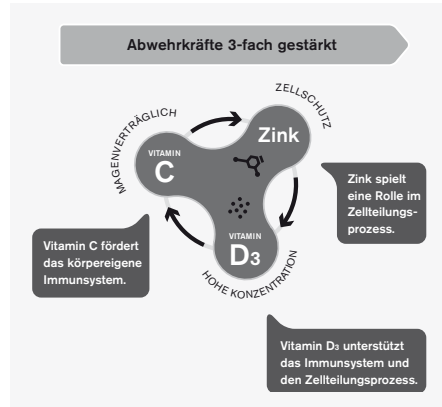 Abwehrkräfte 3-fach gestärkt
MAGENVERTRÄGLICH
ZELLSCHUTZ
VITAMIN
C
Zink
VITAMIN
D3
HOHE KONZENTRATION
Zink spielt
eine Rolle im
Zellteilungs-
prozess.
Vitamin C fördert
das körpereigene
Immunsystem.
Vitamin D3 unterstützt
das Immunsystem und
den Zellteilungsprozess.